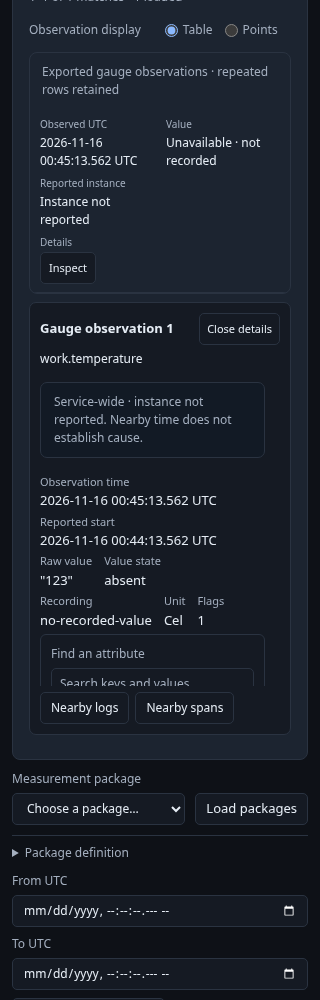 Observation display
Table
Points
Exported gauge observations · repeated
rows retained
Observed UTC
Value
2026-11-16
00:45:13.562 UTC
Unavailable · not
recorded
Reported instance
Instance not
reported
Details
Inspect
Gauge observation 1
Close details
work.temperature
Service-wide · instance not
reported. Nearby time does not
establish cause.
Observation time
2026-11-16 00:45:13.562 UTC
Reported start
2026-11-16 00:44:13.562 UTC
Raw value
Value state
"123"
absent
Recording
Unit
Flags
no-recorded-value
Cel
1
Find an attribute
Search keys and values
Nearby logs
Nearby spans
Measurement package
Choose a package...
Load packages
Package definition
From UTC
mm/dd/yyyy, --:--:--.--- --
To UTC
mm/dd/yyyy, --:--:--.--- --